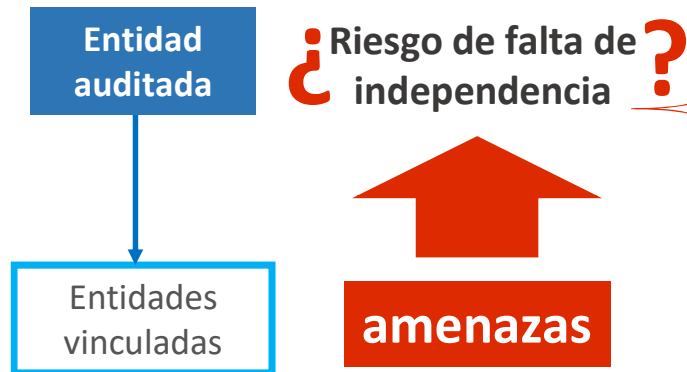 Entidad
auditada
¿Riesgo de falta de
independencia?
Entidades
vinculadas
amenazas